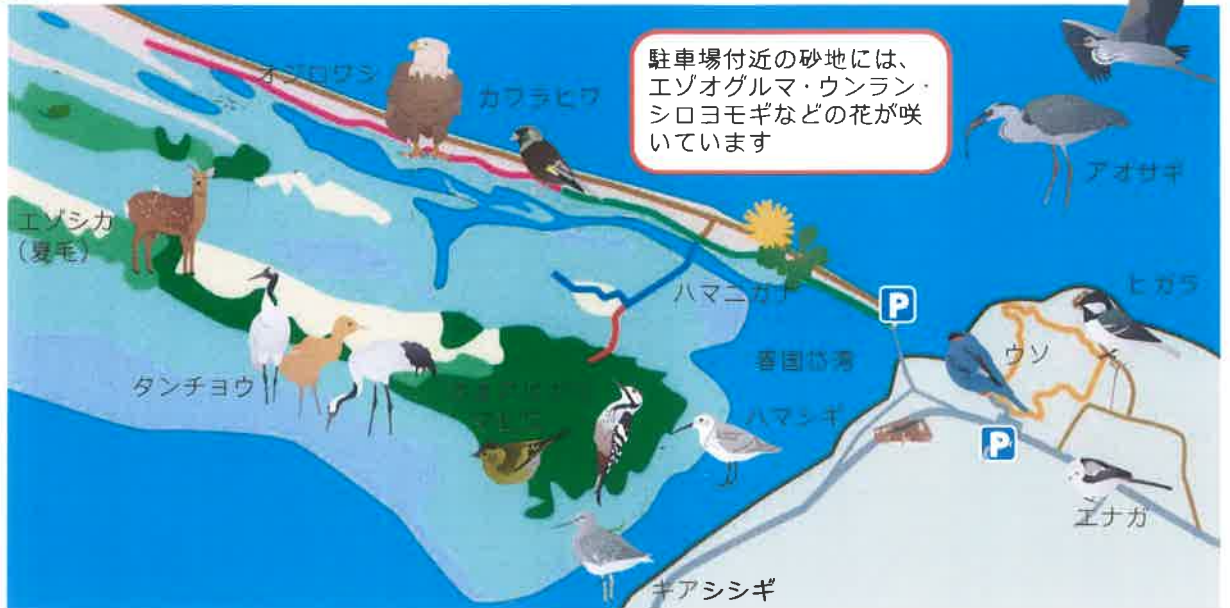 駐車場付近の砂地には、
エゾオグルマ・ウンラン・
シロヨモギなどの花が咲
いています
オジロワシ
カワラヒワ
アオサギ
エゾシカ
(夏毛)
ハマニガナ
ヒガラ
P
春国岱湾
ウソ
タンチョウ
マヒワ
ハマシギ
P
エナガ
キアシシギ